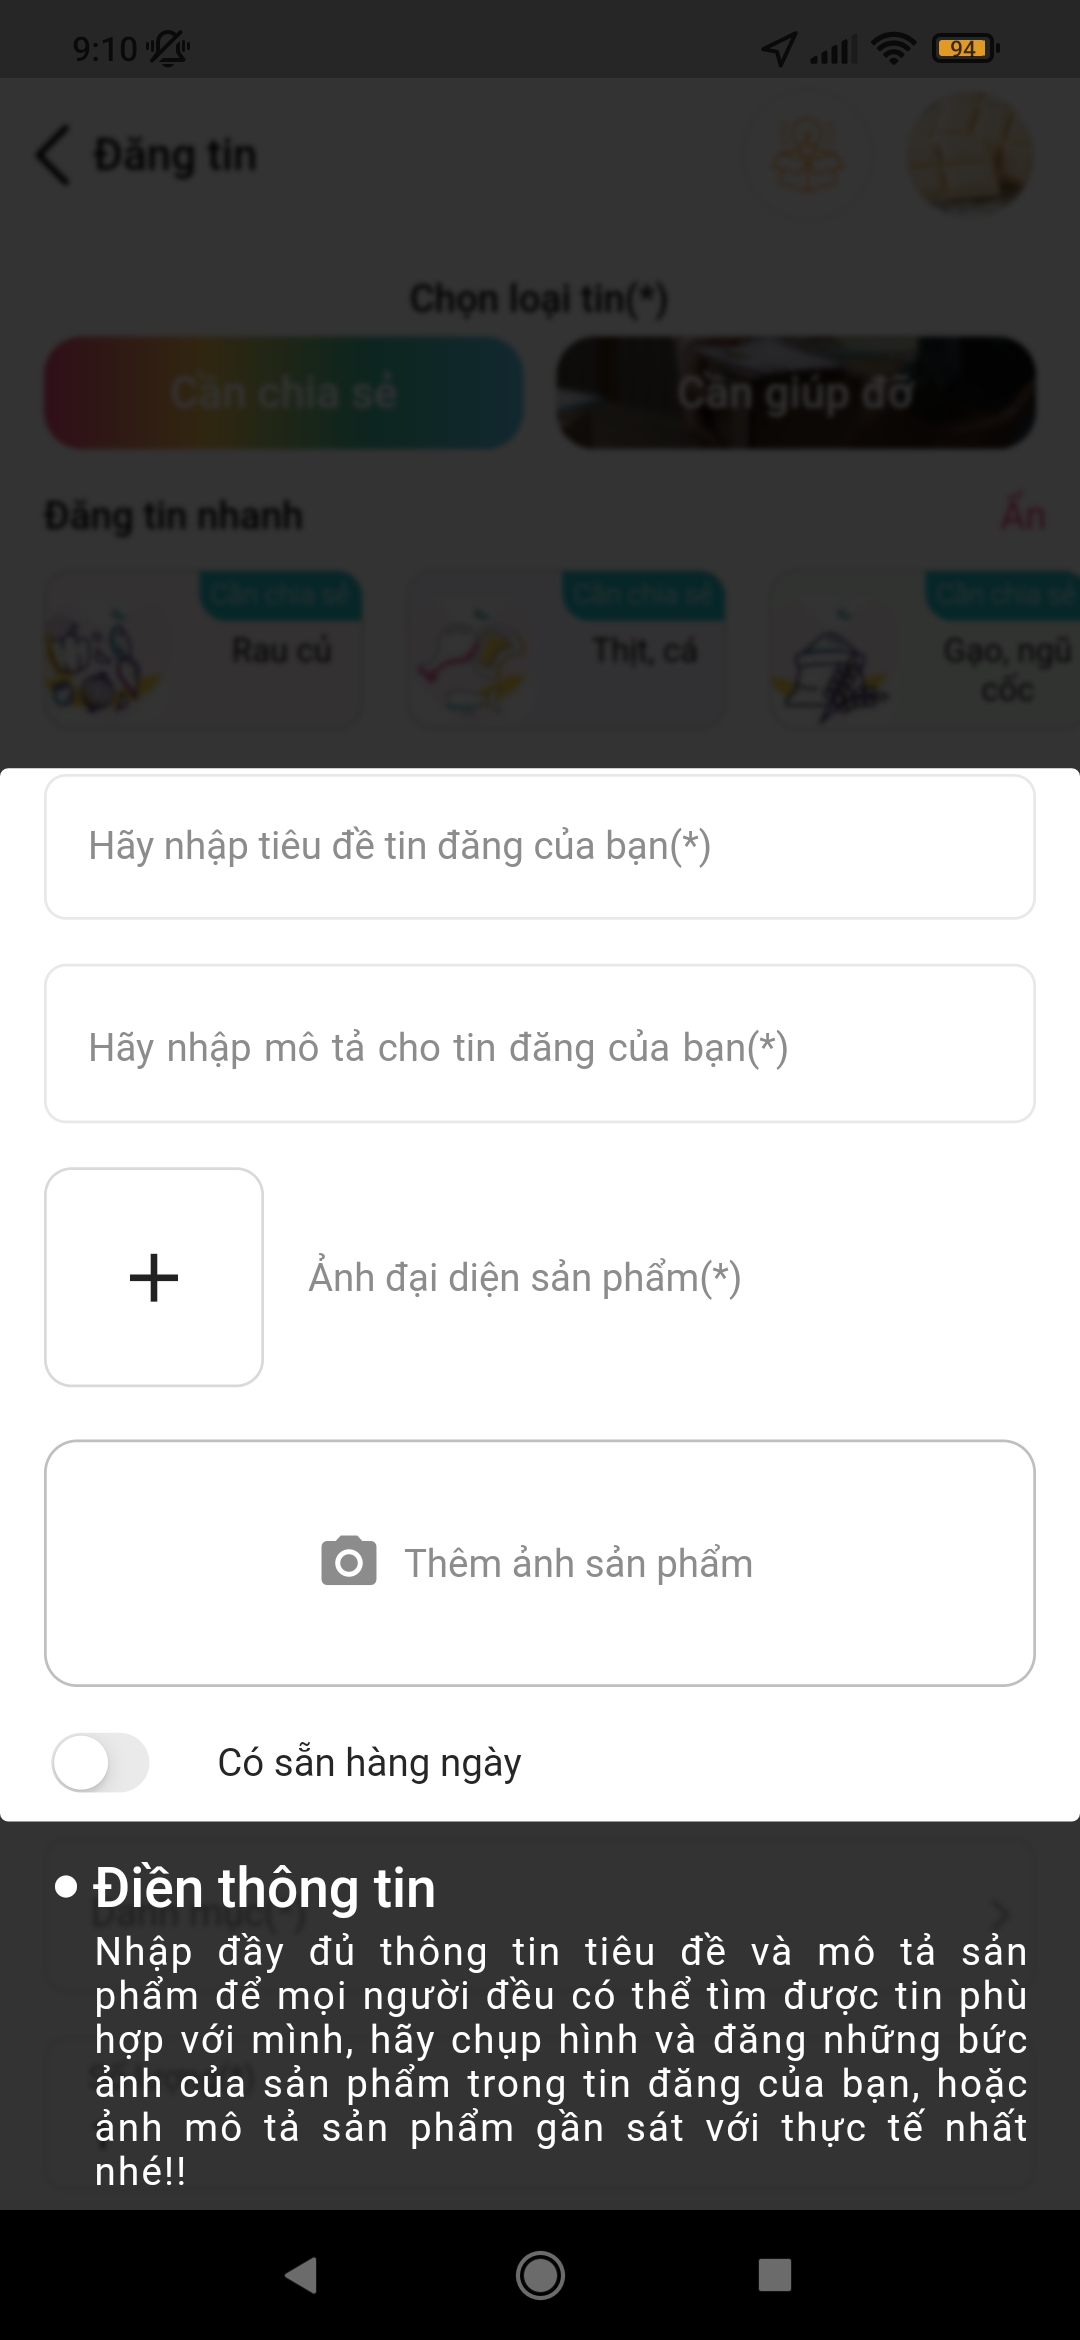 9:10
94
Đăng tin
Chọn loại tin(*)
Cần chia sẻ
Cần giúp đỡ
Đăng tin nhanh
Ẩn
Cần chia sẻ
Cần chia sẻ
Cần chia sẻ
Rau củ
Thịt, cá
Gạo, ngũ
cốc
Hãy nhập tiêu đề tin đăng của bạn(*)
Hãy nhập mô tả cho tin đăng của bạn(*)
Ảnh đại diện sản phẩm(*)
Thêm ảnh sản phẩm
Có sẵn hàng ngày
Điền thông tin
Danh mục(*)
Nhập đầy đủ thông tin tiêu đề và mô tả sản
phẩm để mọi người đều có thể tìm được tin phù
hợp với mình, hãy chụp hình và đăng những bức
ảnh của sản phẩm trong tin đăng của bạn, hoặc
ảnh mô tả sản phẩm gần sát với thực tế nhất
nhé!!